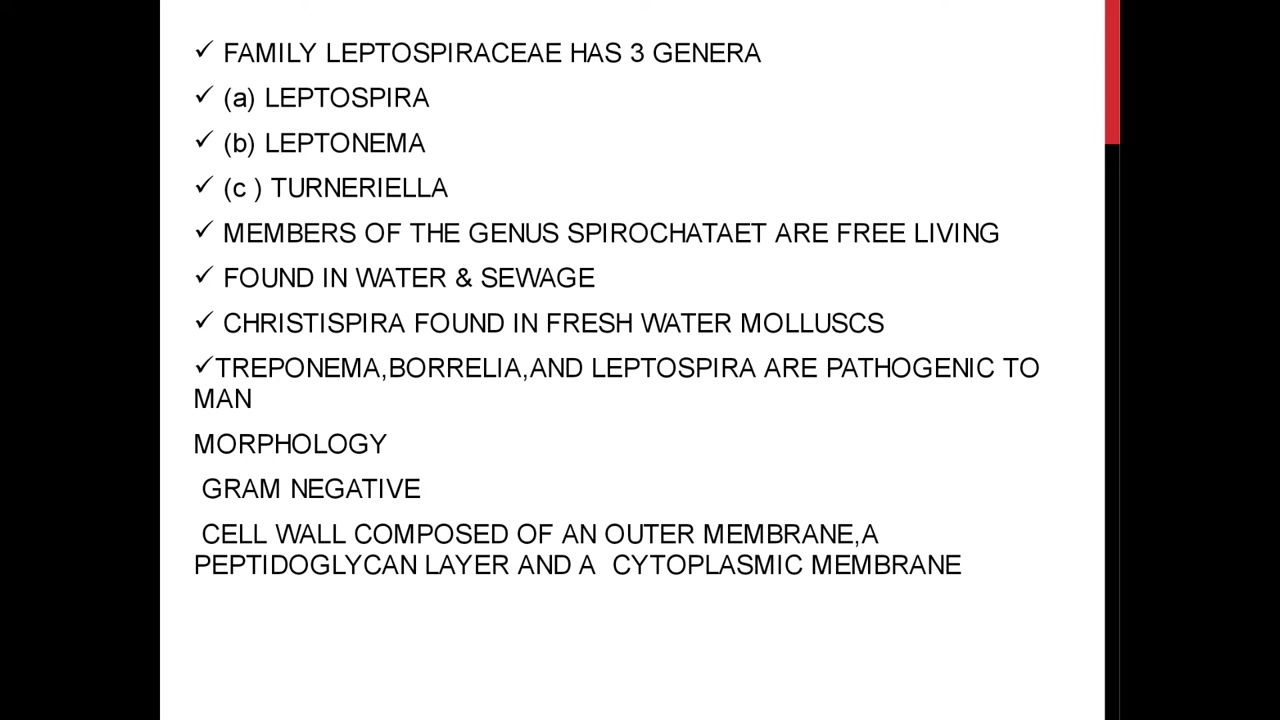 ✓ FAMILY LEPTOSPIRACEAE HAS 3 GENERA
✓ (a) LEPTOSPIRA
✓ (b) LEPTONEMA
✓ (c ) TURNERIELLA
✓ MEMBERS OF THE GENUS SPIROCHATAET ARE FREE LIVING
✓ FOUND IN WATER & SEWAGE
✓ CHRISTISPIRA FOUND IN FRESH WATER MOLLUSCS
✓TREPONEMA,BORRELIA,AND LEPTOSPIRA ARE PATHOGENIC TO
MAN
MORPHOLOGY
GRAM NEGATIVE
CELL WALL COMPOSED OF AN OUTER MEMBRANE,A
PEPTIDOGLYCAN LAYER AND A CYTOPLASMIC MEMBRANE